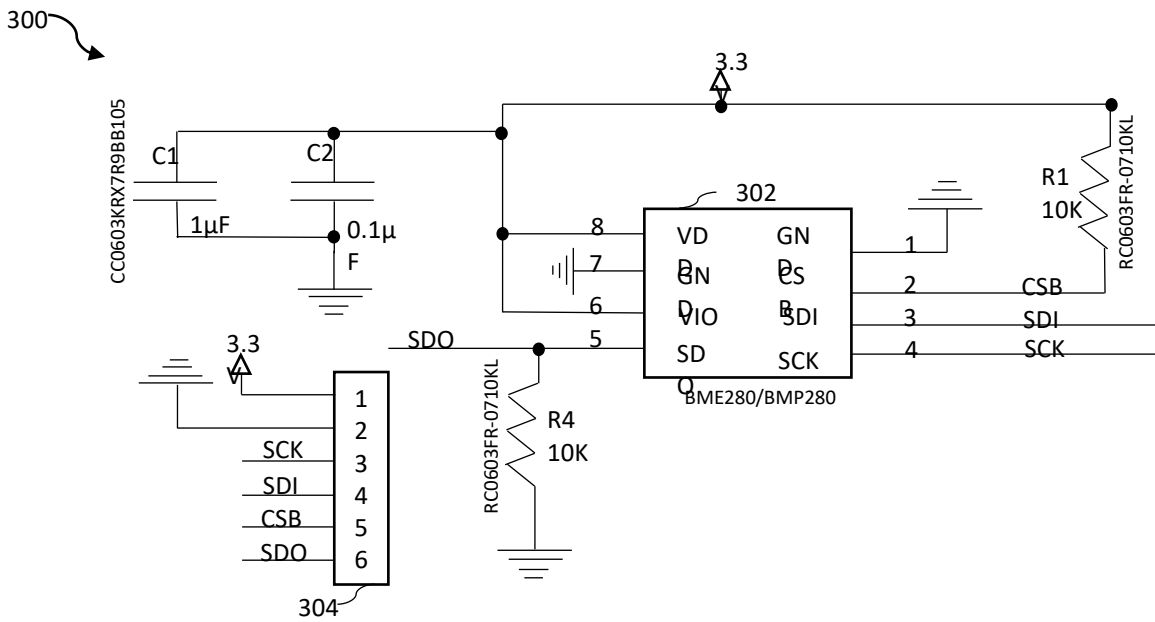 300
CC0603KRX7R9BB105
C1
1µF
C2
0.1µ
F
3.3
V
302
8
7
6
5
VD
D
GN
D
VIO
SD
O
GN
D
CS
B
SDI
SCK
1
2
3
4
CSB
SDI
SCK
BME280/BMP280
R1
10K
RC0603FR-0710KL
SDO
RC0603FR-0710KL
R4
10K
3.3
V
1
2
SCK 3
SDI 4
CSB 5
SDO 6
304